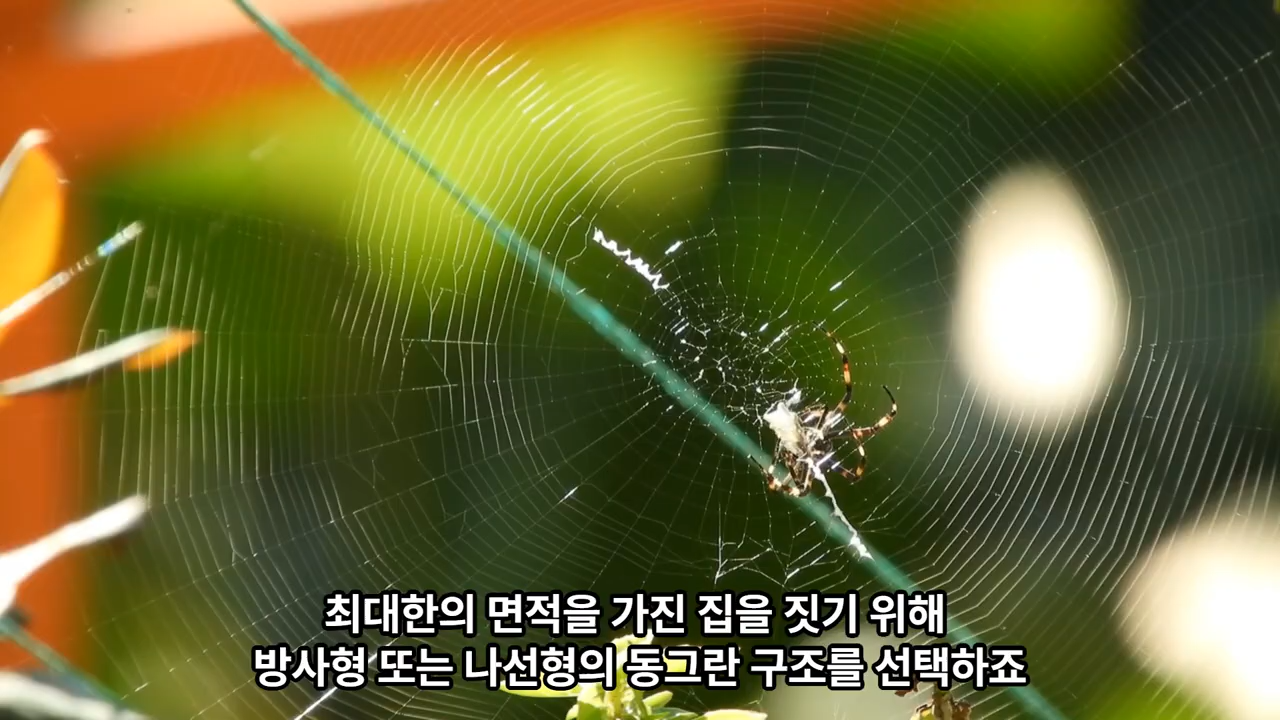 최대한의 면적을 가진 집을 짓기 위해
방사형 또는 나선형의 동그란 구조를 선택하죠